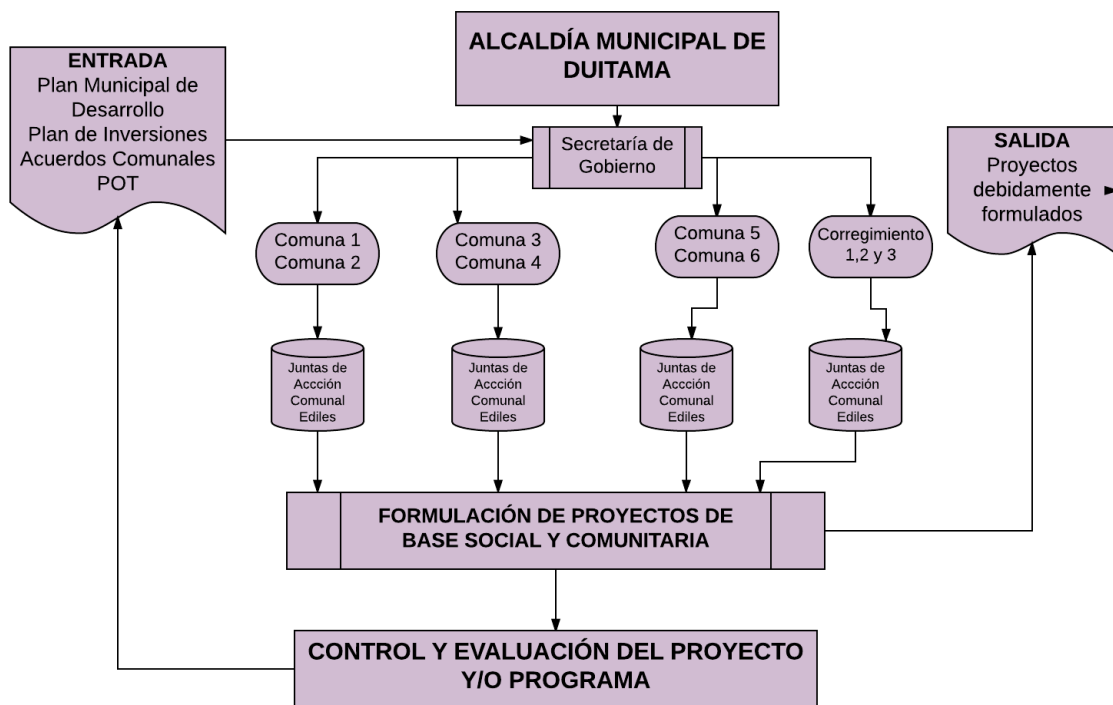 ALCALDÍA MUNICIPAL DE
DUITAMA
ENTRADA
Plan Municipal de
Desarrollo
Plan de Inversiones
Acuerdos Comunales
POT
Secretaría de
Gobierno
SALIDA
Proyectos
debidamente
formulados
Comuna 1
Comuna 2
Comuna 3
Comuna 4
Comuna 5
Comuna 6
Corregimiento
1,2 y 3
Juntas de
Accción
Comunal
Ediles
Juntas de
Accción
Comunal
Ediles
Juntas de
Accción
Comunal
Ediles
Juntas de
Accción
Comunal
Ediles
FORMULACIÓN DE PROYECTOS DE
BASE SOCIAL Y COMUNITARIA
CONTROL Y EVALUACIÓN DEL PROYECTO
Y/O PROGRAMA